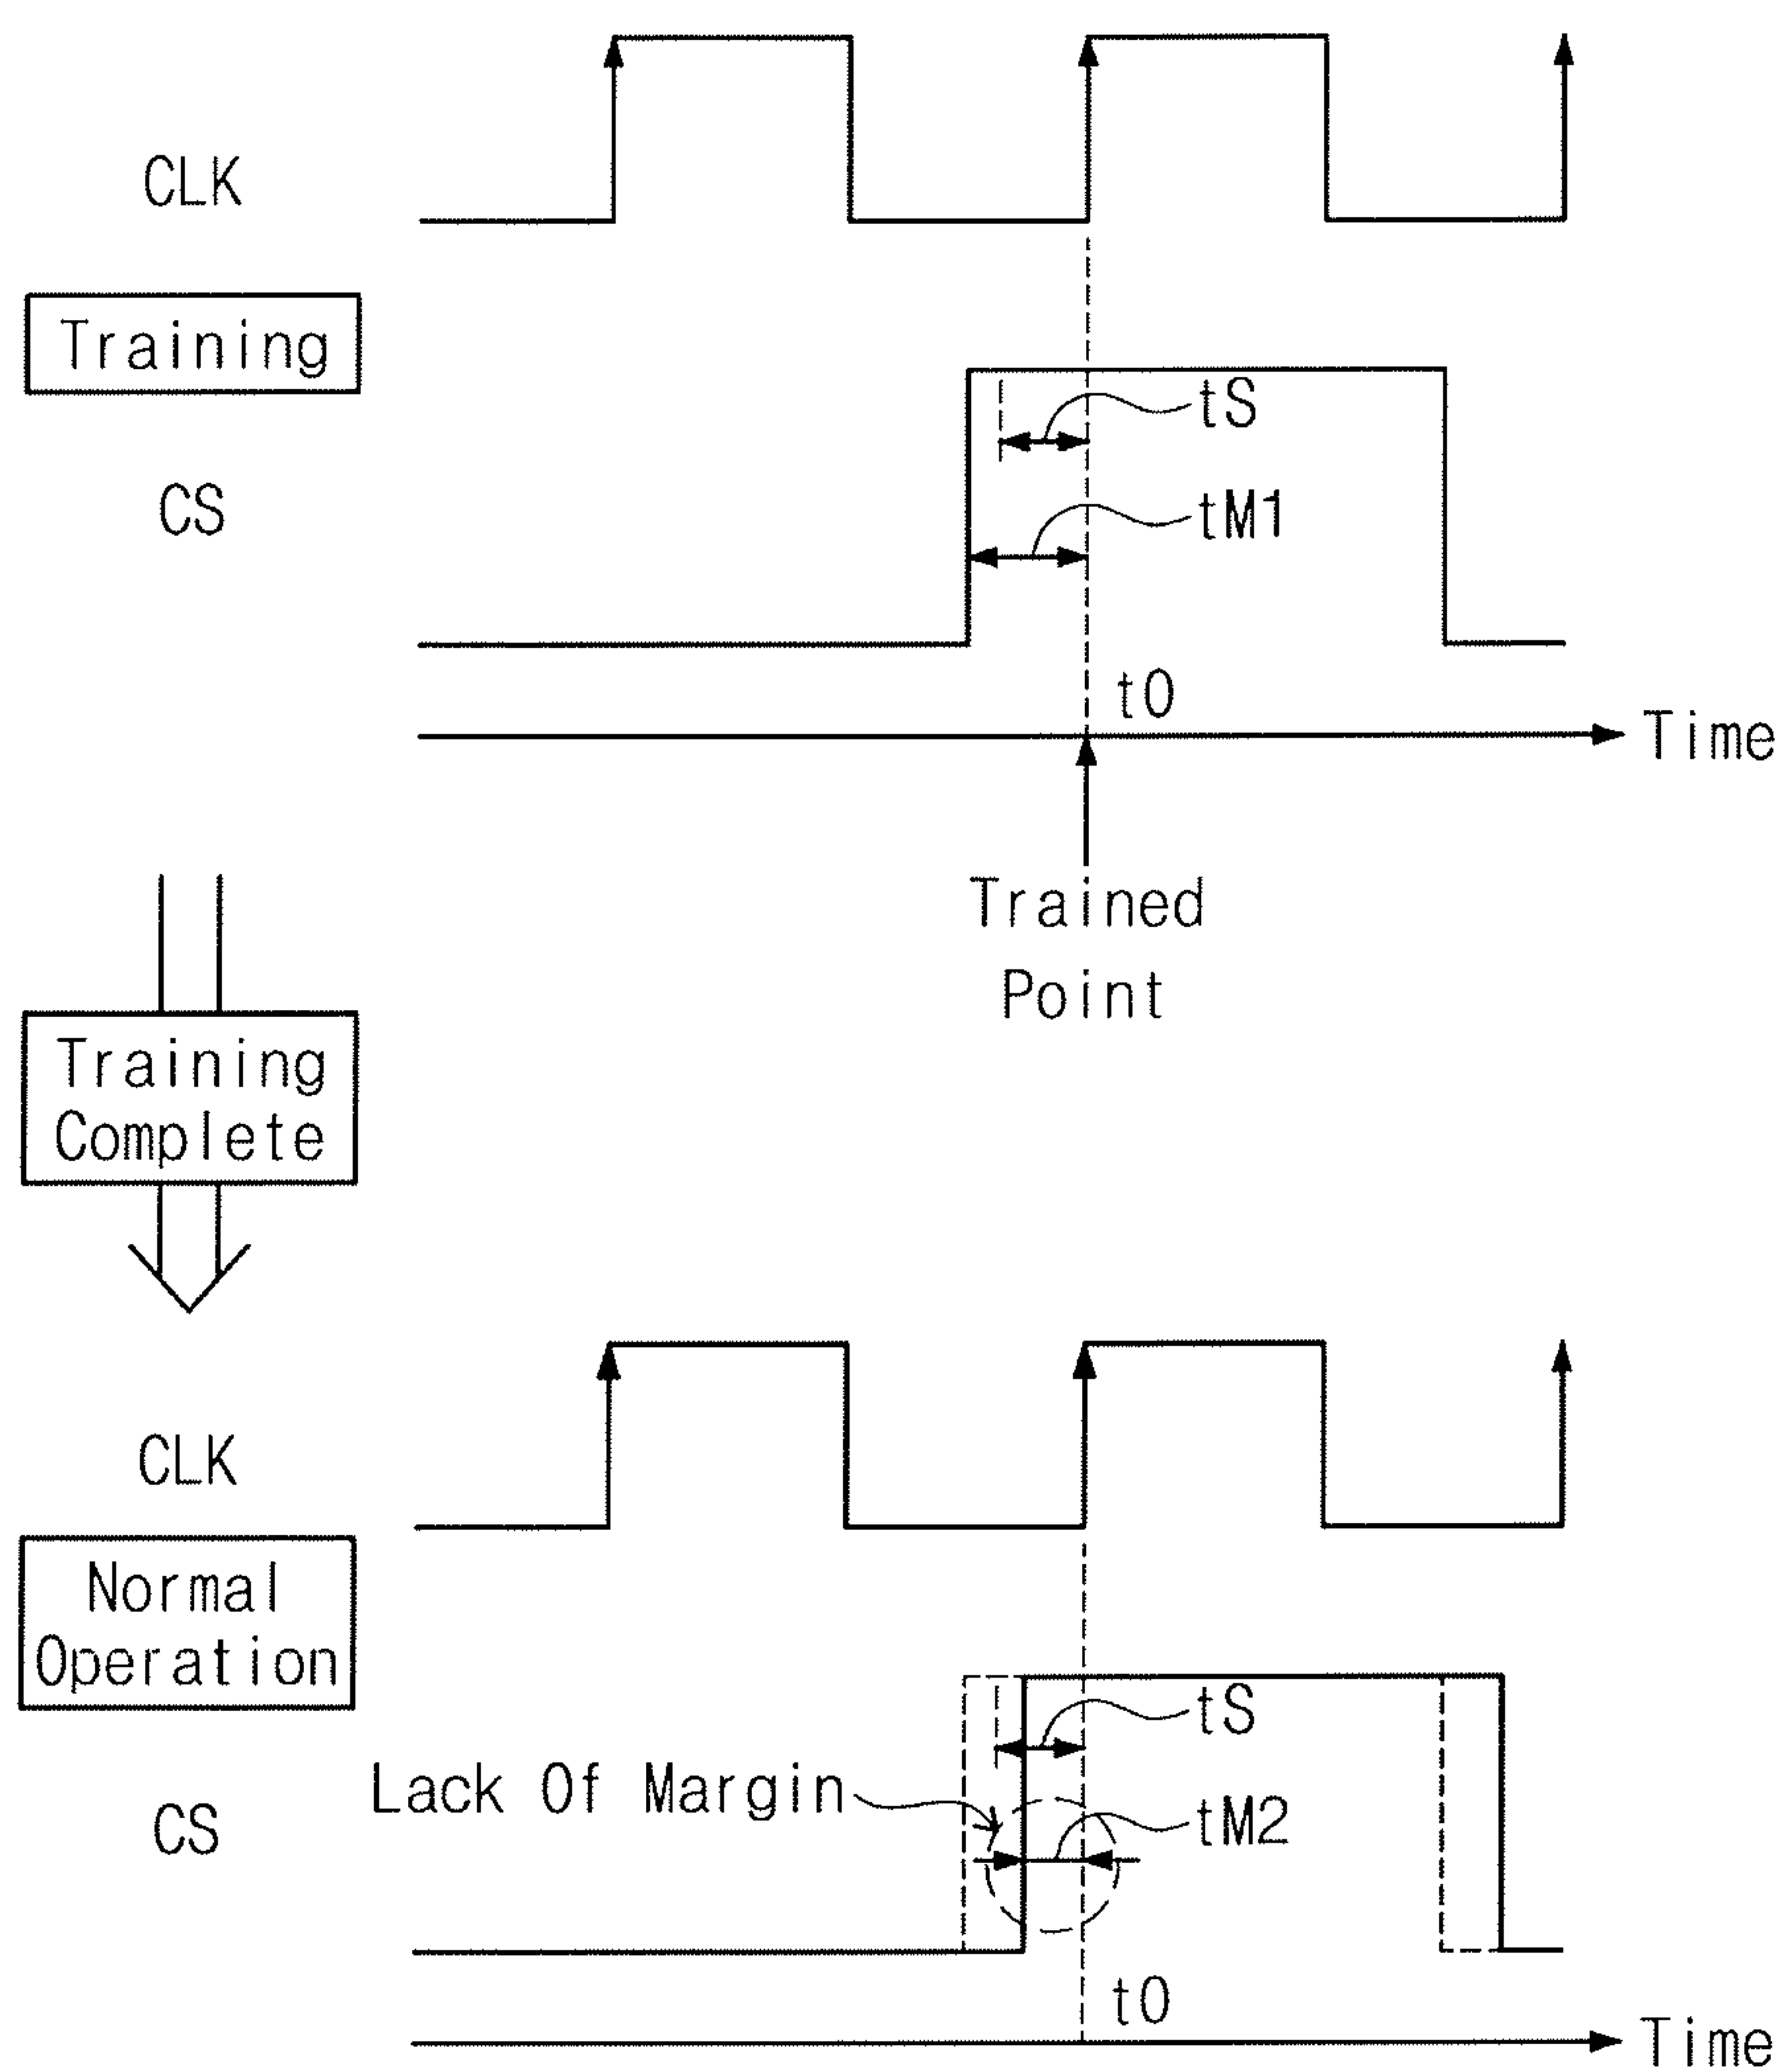 CLK
Training
tS
CS
tM1
t0
Time
Trained
Point
Training
Complete
CLK
Normal
Operation
tS
Lack Of Margin
CS
tM2
t0
Time